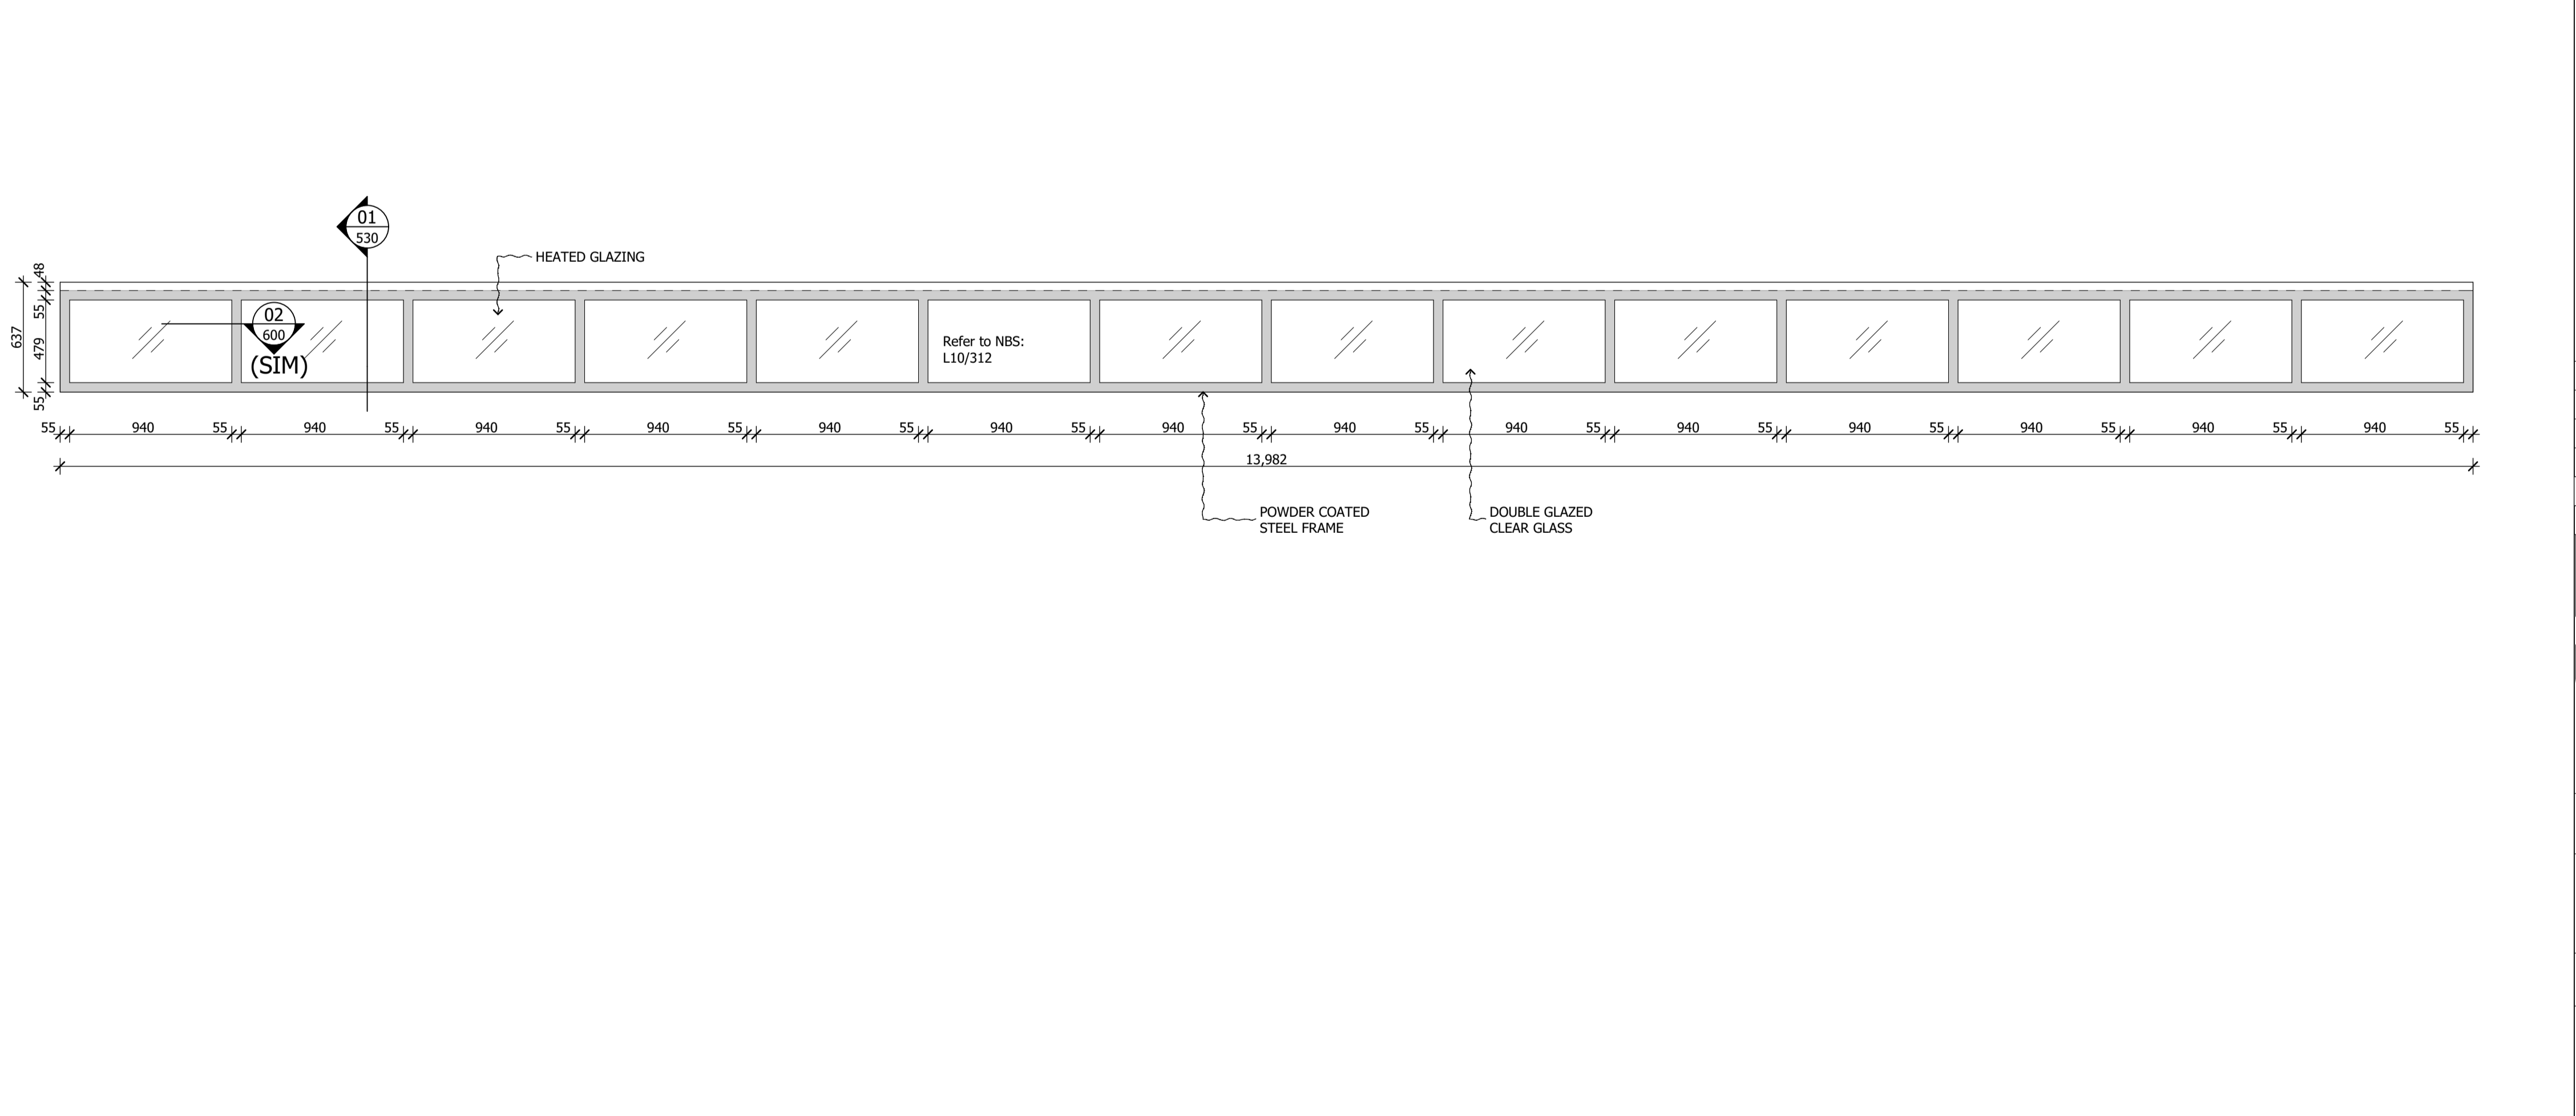 01
530
HEATED GLAZING
48
55
637
479
55
02
600
(SIM)
Refer to NBS:
L10/312
55 940 55 940 55 940 55 940 55 940 55 940 55 940 55 940 55 940 55 940 55 940 55 940 55 940 55 940 55
13,982
POWDER COATED
STEEL FRAME
DOUBLE GLAZED
CLEAR GLASS